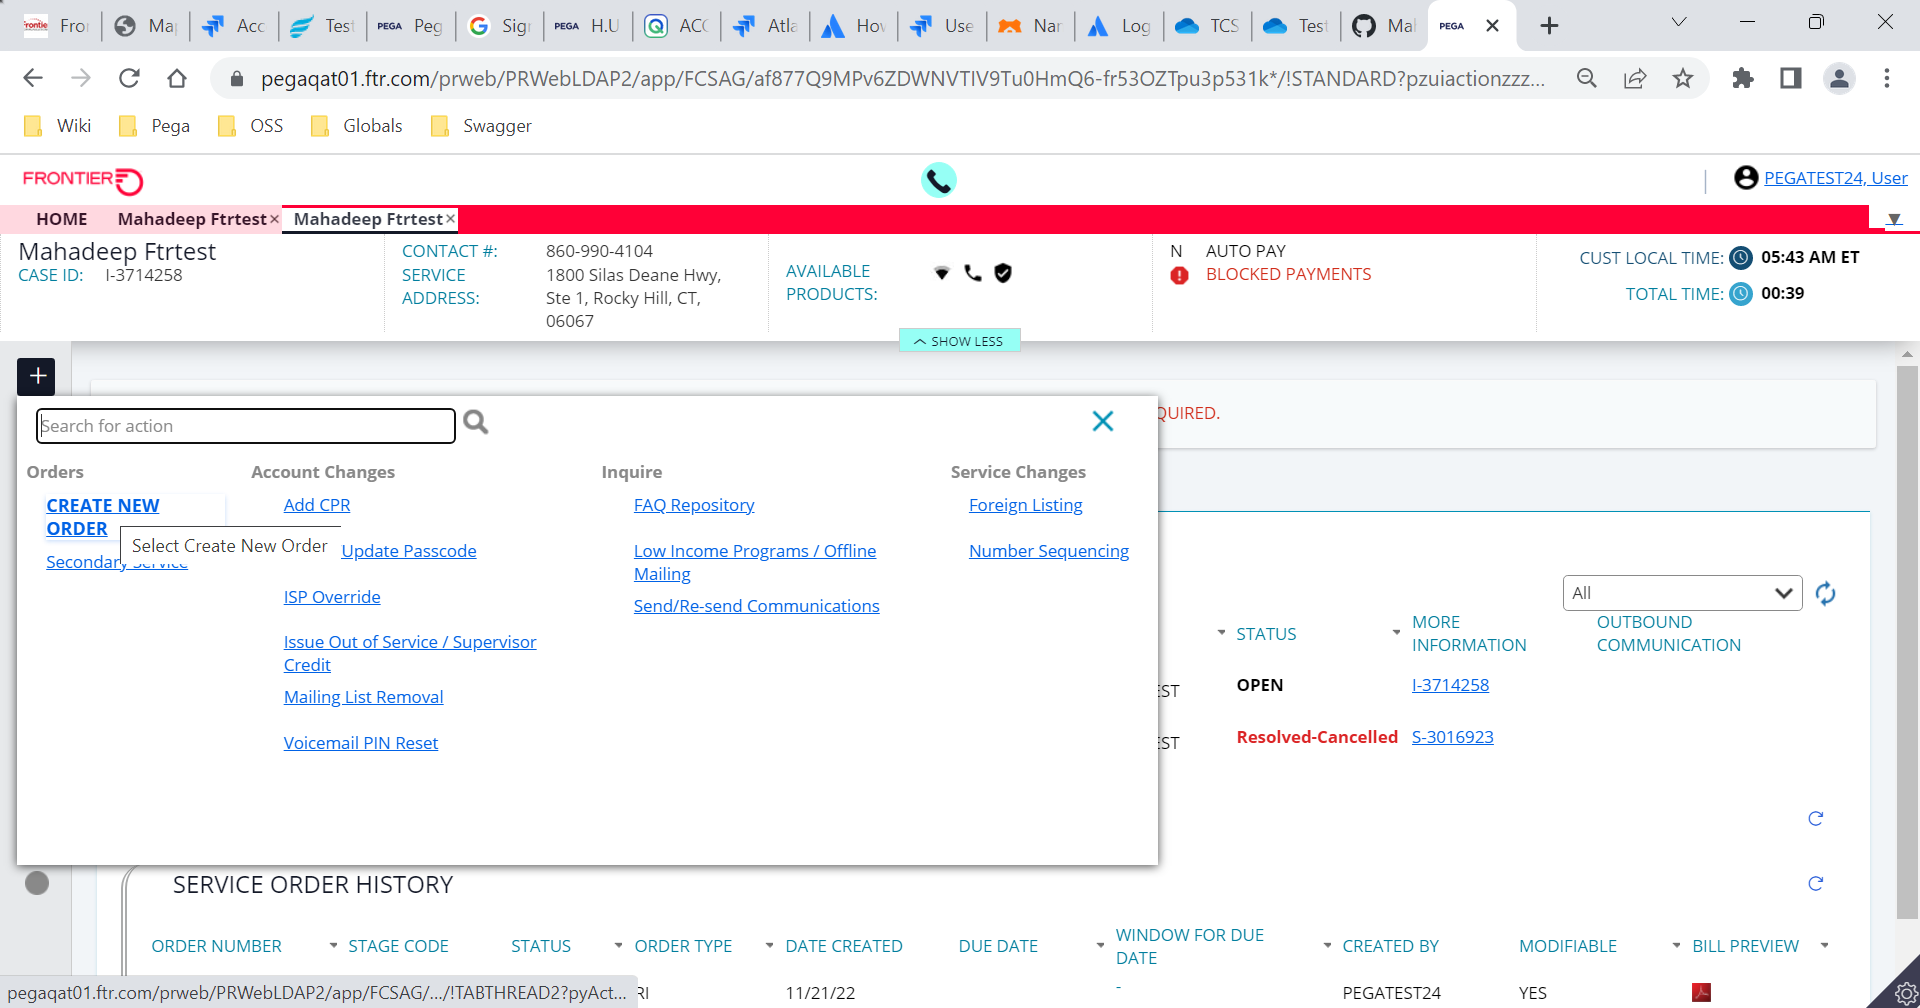 Fro
Ma
Acc
Test
PEGA Peg
Sign
PEGA H.U
ACC
Atla
How
Use
Nar
Log
TCS
Test
Mah
PEGA
pegaqat01.ftr.com/prweb/PRWebLDAP2/app/FCSAG/af877Q9MPv6ZDWNVTIV9Tu0HmQ6-fr53OZTpu3p531k*/!STANDARD?pzuiactionzzz...
Wiki Pega OSS Globals Swagger
FRONTIER
PEGATEST24, User
HOME Mahadeep Ftrtest× Mahadeep Ftrtest×
Mahadeep Ftrtest
CASE ID: I-3714258
CONTACT #: 860-990-4104
SERVICE ADDRESS: 1800 Silas Deane Hwy,
Ste 1, Rocky Hill, CT,
06067
AVAILABLE
PRODUCTS:
N AUTO PAY
BLOCKED PAYMENTS
CUST LOCAL TIME: 05:43 AM ET
TOTAL TIME: 00:39
SHOW LESS
QUIRED.
Search for action
Orders
CREATE NEW
ORDER
Select Create New Order
Secondary Service
Account Changes
Add CPR
Update Passcode
ISP Override
Issue Out of Service / Supervisor
Credit
Mailing List Removal
Voicemail PIN Reset
Inquire
FAQ Repository
Low Income Programs / Offline
Mailing
Send/Re-send Communications
Service Changes
Foreign Listing
Number Sequencing
All
STATUS
MORE
INFORMATION
OUTBOUND
COMMUNICATION
EST OPEN I-3714258
EST Resolved-Cancelled S-3016923
SERVICE ORDER HISTORY
ORDER NUMBER STAGE CODE STATUS ORDER TYPE DATE CREATED DUE DATE WINDOW FOR DUE
DATE CREATED BY MODIFIABLE BILL PREVIEW
RI 11/21/22 - PEGATEST24 YES
pegaqat01.ftr.com/prweb/PRWebLDAP2/app/FCSAG/.../!TABTHREAD2?pyAct...